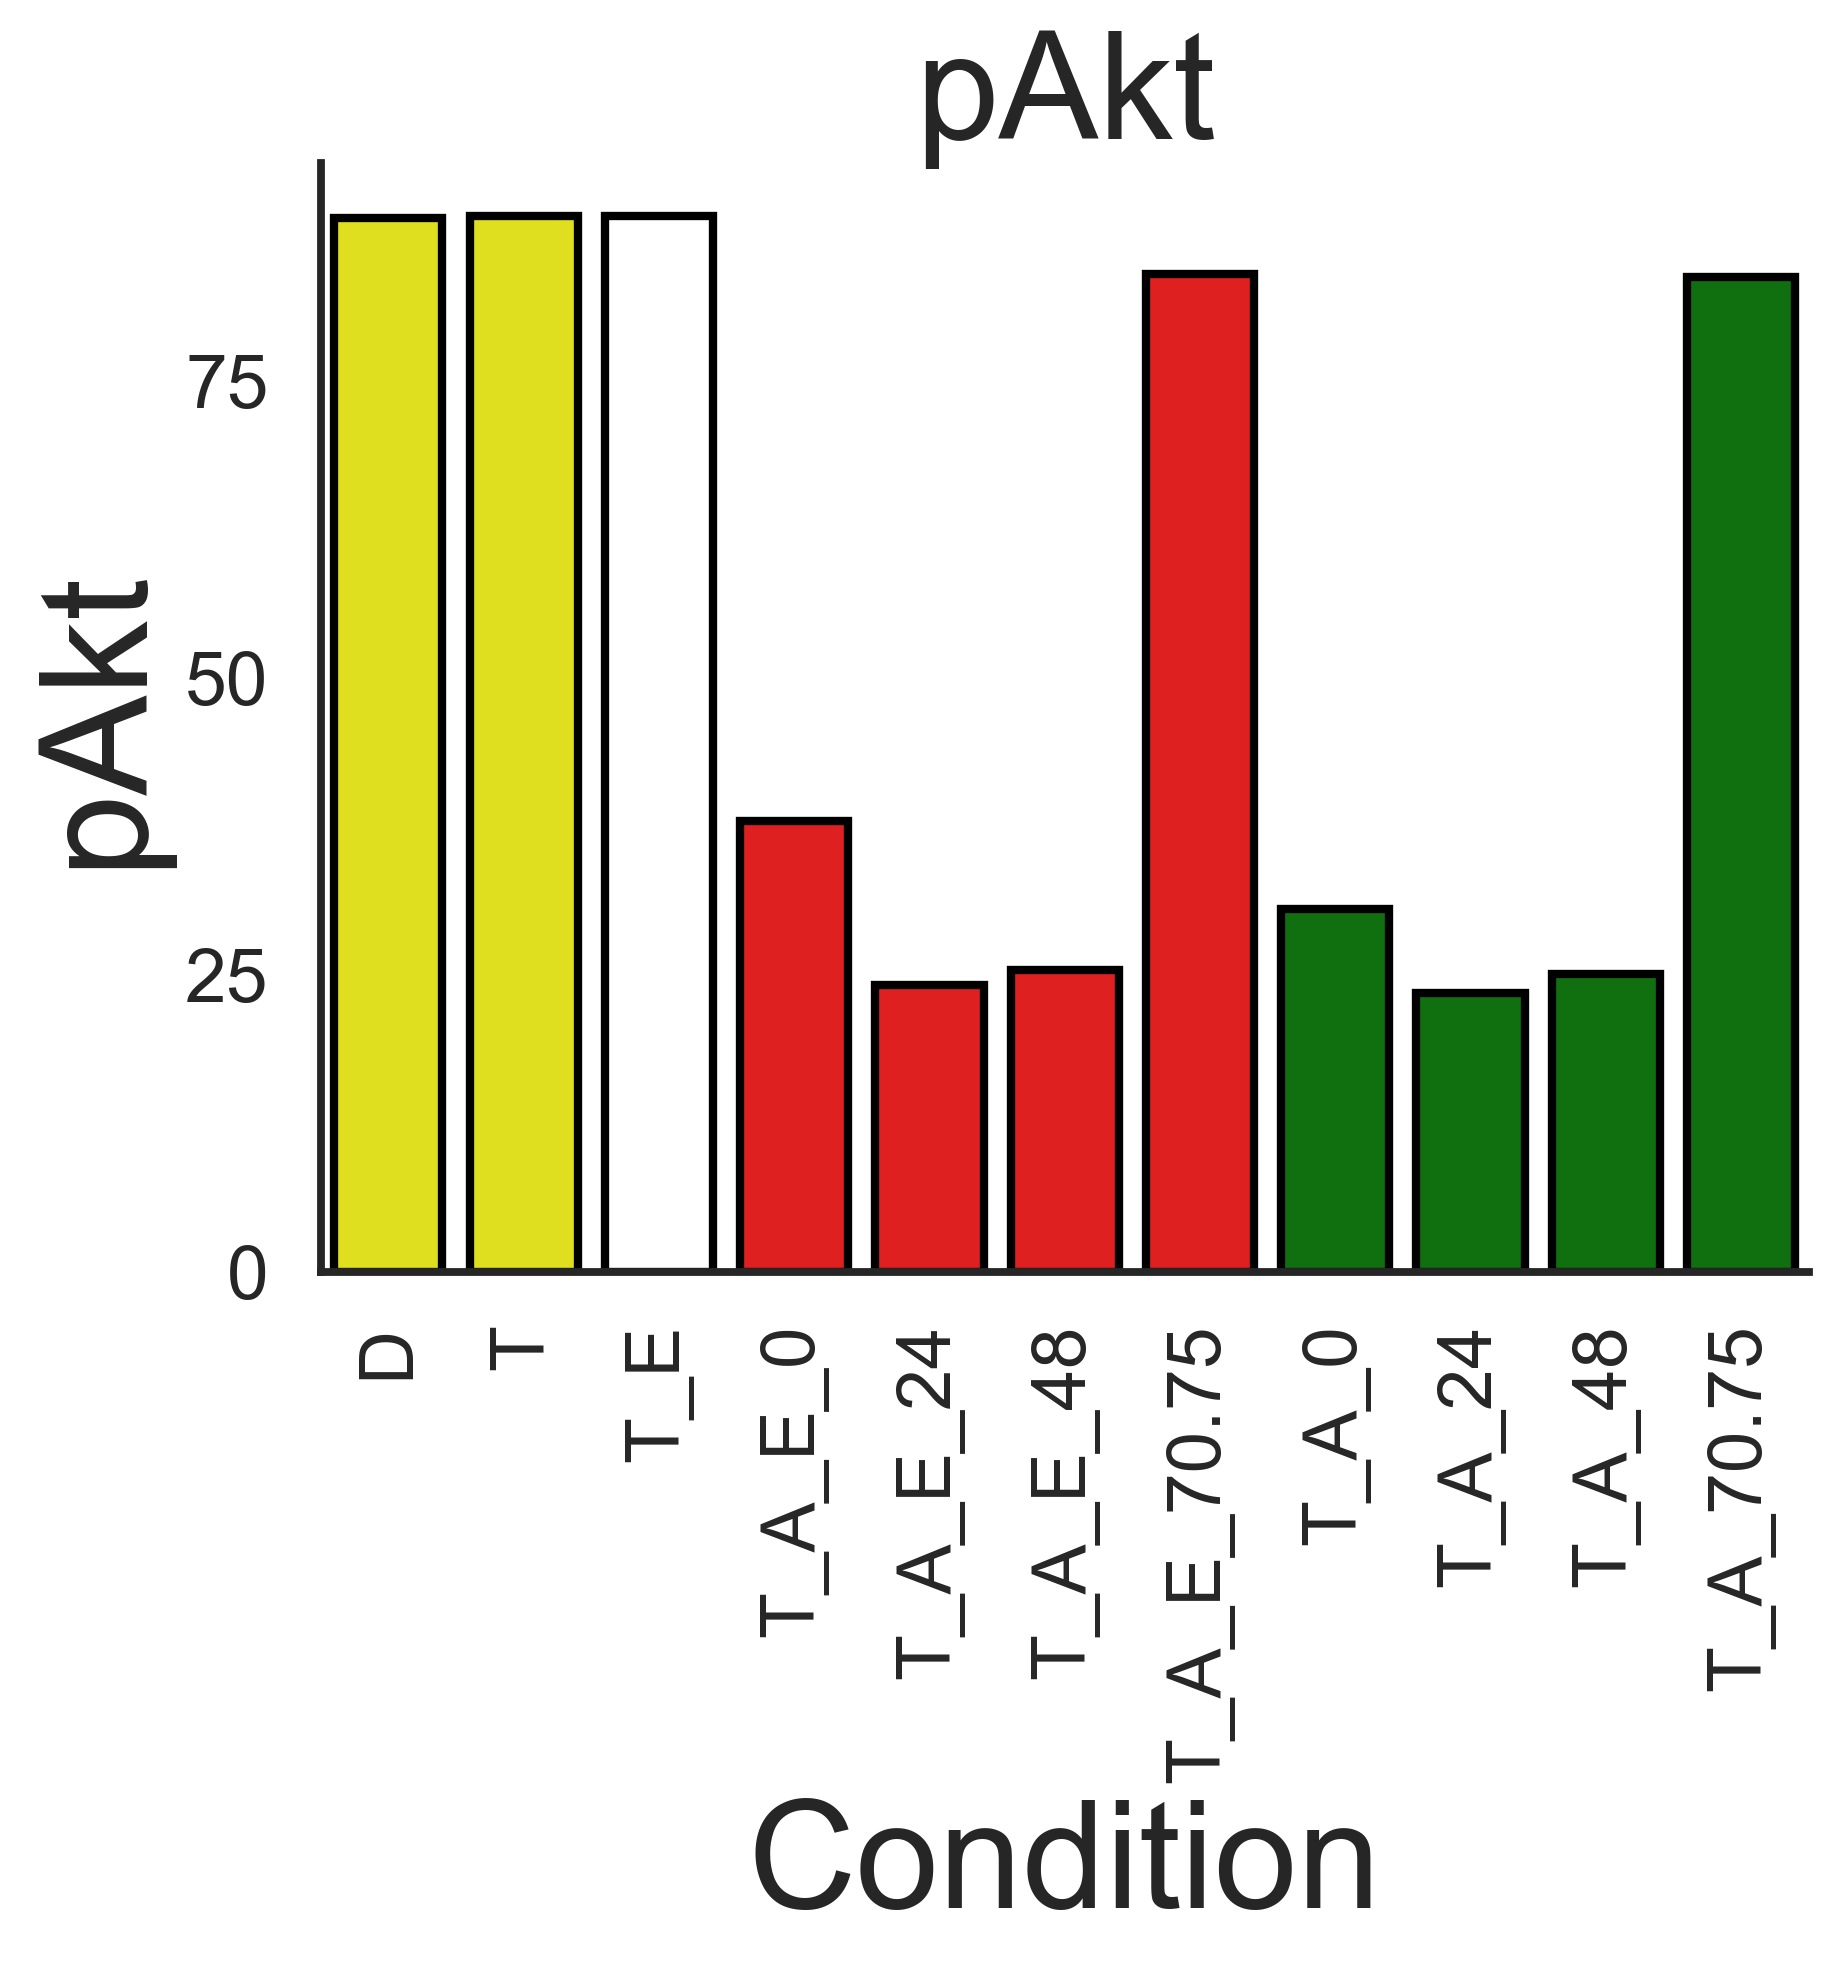 pAkt
pAkt
75
50
25
0
D
T
T_E
T_A_E_0
T_A_E_24
T_A_E_48
T_A_E_70.75
T_A_0
T_A_24
T_A_48
T_A_70.75
Condition